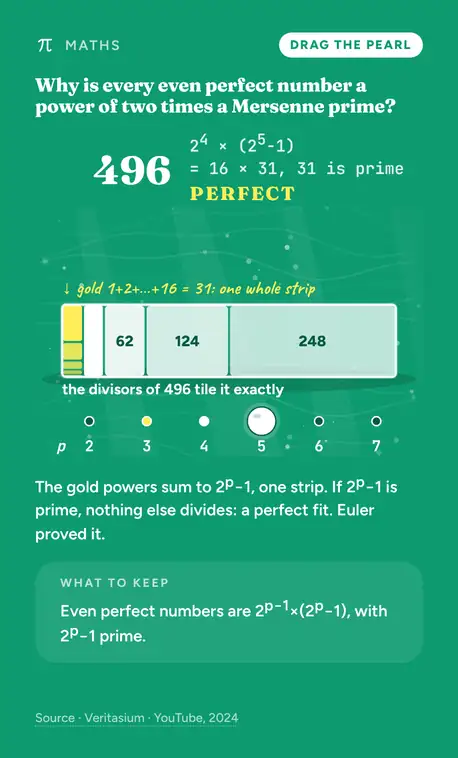 π MATHS
DRAG THE PEARL
Why is every even perfect number a
power of two times a Mersenne prime?
496
2⁴ × (2⁵-1)
= 16 × 31, 31 is prime
PERFECT
↓ gold 1+2+...+16 = 31: one whole strip
62 124 248
the divisors of 496 tile it exactly
p 2 3 4 5 6 7
The gold powers sum to 2ᵖ−1, one strip. If 2ᵖ−1 is
prime, nothing else divides: a perfect fit. Euler
proved it.
WHAT TO KEEP
Even perfect numbers are 2ᵖ⁻¹×(2ᵖ−1), with
2ᵖ−1 prime.
Source · Veritasium · YouTube, 2024